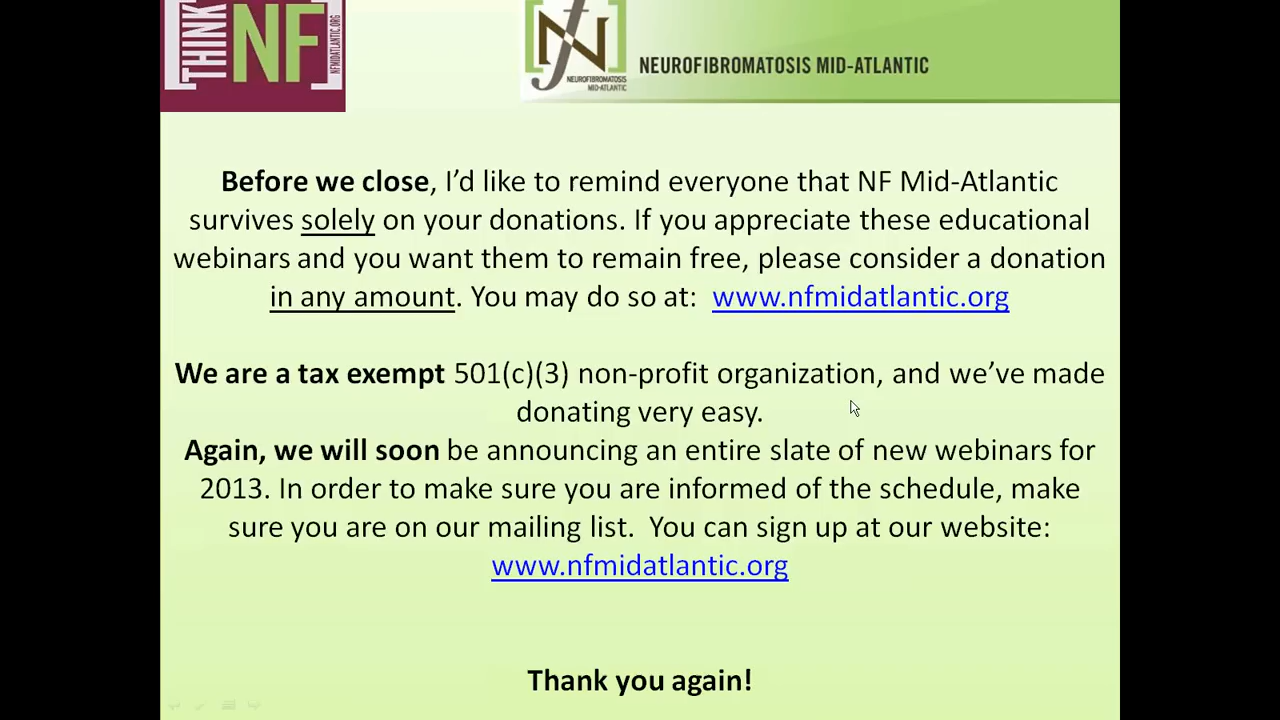 [THINK NF] NFMIDATLANTIC.ORG
NEUROFIBROMATOSIS
MID-ATLANTIC
NEUROFIBROMATOSIS MID-ATLANTIC
Before we close, I’d like to remind everyone that NF Mid-Atlantic
survives solely on your donations. If you appreciate these educational
webinars and you want them to remain free, please consider a donation
in any amount. You may do so at:  www.nfmidatlantic.org
We are a tax exempt 501(c)(3) non-profit organization, and we’ve made
donating very easy.
Again, we will soon be announcing an entire slate of new webinars for
2013. In order to make sure you are informed of the schedule, make
sure you are on our mailing list.  You can sign up at our website:
www.nfmidatlantic.org
Thank you again!